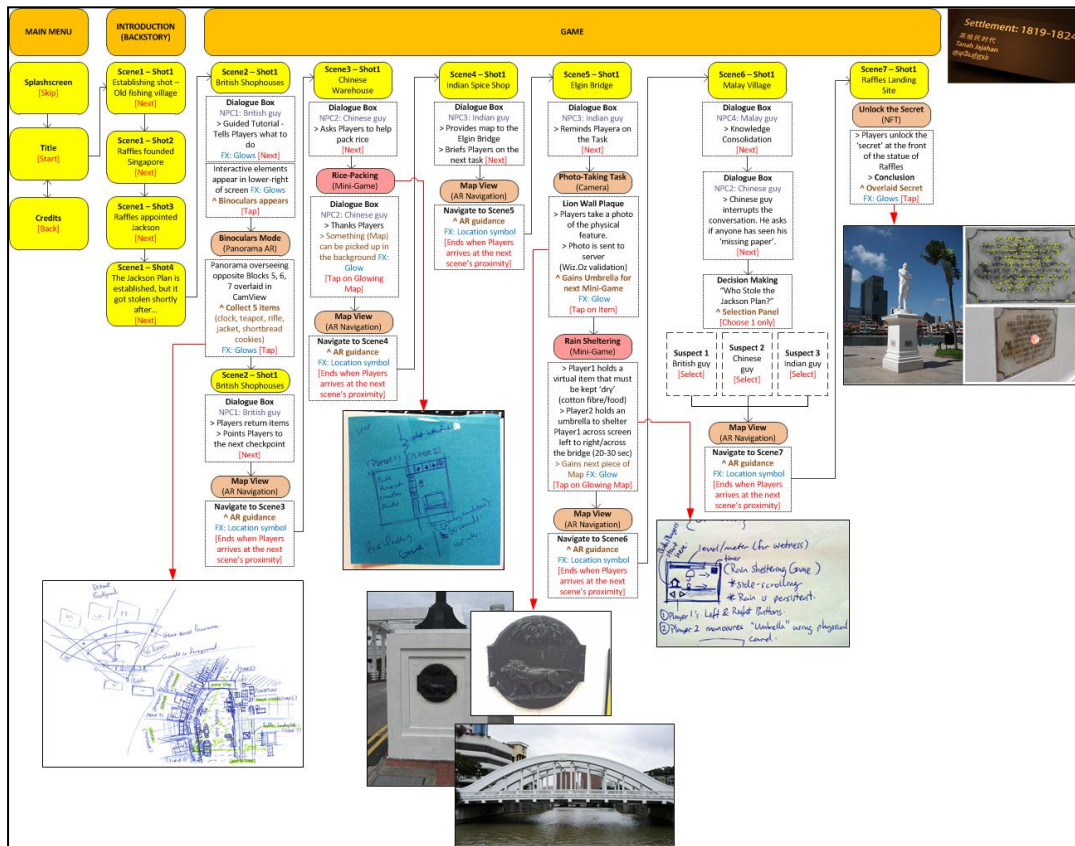 MAIN MENU
INTRODUCTION
(BACKSTORY)
GAME
Splashscreen
[Skip]
Title
[Start]
Credits
[Back]
Scene1 – Shot1
Establishing shot –
Old fishing village
[Next]
Scene1 – Shot2
Raffles founded
Singapore
[Next]
Scene1 – Shot3
Raffles appointed
Jackson
[Next]
Scene1 – Shot4
The Jackson Plan is
established, but it
got stolen shortly
after...
[Next]
Scene2 – Shot1
British Shophouses
Dialogue Box
NPC1: British guy
> Guided Tutorial -
Tells Players what to
do
FX: Glows [Next]
Interactive elements
appear in lower-right
of screen FX: Glows
^ Binoculars appears
[Tap]
Binoculars Mode
(Panorama AR)
Panorama overseeing
opposite Blocks 5, 6,
7 overlaid in
CamView
^ Collect 5 items
(clock, teapot, rifle,
jacket, shortbread
cookies)
FX: Glows [Tap]
Scene2 – Shot1
British Shophouses
Dialogue Box
NPC1: British guy
> Players return items
> Points Players to
the next checkpoint
[Next]
Map View
(AR Navigation)
Navigate to Scene3
^ AR guidance
FX: Location symbol
[Ends when Players
arrives at the next
scene's proximity]
Scene3 – Shot1
Chinese
Warehouse
Dialogue Box
NPC2: Chinese guy
> Asks Players to help
pack rice
[Next]
Rice-Packing
(Mini-Game)
Dialogue Box
NPC2: Chinese guy
> Thanks Players
> Something (Map)
can be picked up in
the background FX:
Glow
[Tap on Glowing
Map]
Map View
(AR Navigation)
Navigate to Scene4
^ AR guidance
FX: Location symbol
[Ends when Players
arrives at the next
scene's proximity]
Scene4 – Shot1
Indian Spice Shop
Dialogue Box
NPC3: Indian guy
> Provides map to the
Elgin Bridge
> Briefs Players on the
next task [Next]
Map View
(AR Navigation)
Navigate to Scene5
^ AR guidance
FX: Location symbol
[Ends when Players
arrives at the next
scene's proximity]
Scene5 – Shot1
Elgin Bridge
Dialogue Box
NPC3: Indian guy
> Reminds Playera on
the Task
[Next]
Photo-Taking Task
(Camera)
Lion Wall Plaque
> Players take a photo
of the physical
feature.
> Photo is sent to
server
(Wiz.Oz validation)
^ Gains Umbrella for
next Mini-Game
FX: Glow
[Tap on Item]
Rain Sheltering
(Mini-Game)
> Player1 holds a
virtual item that must
be kept 'dry'
(cotton fibre/food)
> Player2 holds an
umbrella to shelter
Player1 across screen
left to right/across
the bridge (20-30 sec)
> Gains next piece of
Map FX: Glow
[Tap on Glowing Map]
Map View
(AR Navigation)
Navigate to Scene6
^ AR guidance
FX: Location symbol
[Ends when Players
arrives at the next
scene's proximity]
Scene6 – Shot1
Malay Village
Dialogue Box
NPC4: Malay guy
> Knowledge
Consolidation
[Next]
Dialogue Box
NPC2: Chinese guy
> Chinese guy
interrupts the
conversation. He asks
if anyone has seen his
'missing paper'.
[Next]
Decision Making
"Who Stole the
Jackson Plan?"
^ Selection Panel
[Choose 1 only]
Suspect 1
British guy
[Select]
Suspect 2
Chinese
guy
[Select]
Suspect 3
Indian guy
[Select]
Map View
(AR Navigation)
Navigate to Scene7
^ AR guidance
FX: Location symbol
[Ends when Players
arrives at the next
scene's proximity]
Scene7 – Shot1
Raffles Landing
Site
Unlock the Secret
(NFT)
> Players unlock the
'secret' at the front
of the statue of
Raffles
> Conclusion
^ Overlaid Secret
FX: Glows [Tap]
Settlement: 1819-1824
Tanah Jajahan
level/meter (for wetness)
timer
(Rain Sheltering Game)
*side-scrolling
*Rain is persistent.
① Player 1's Left & Right Buttons.
② Player 2 manoeuvres "Umbrella" using physical
card.